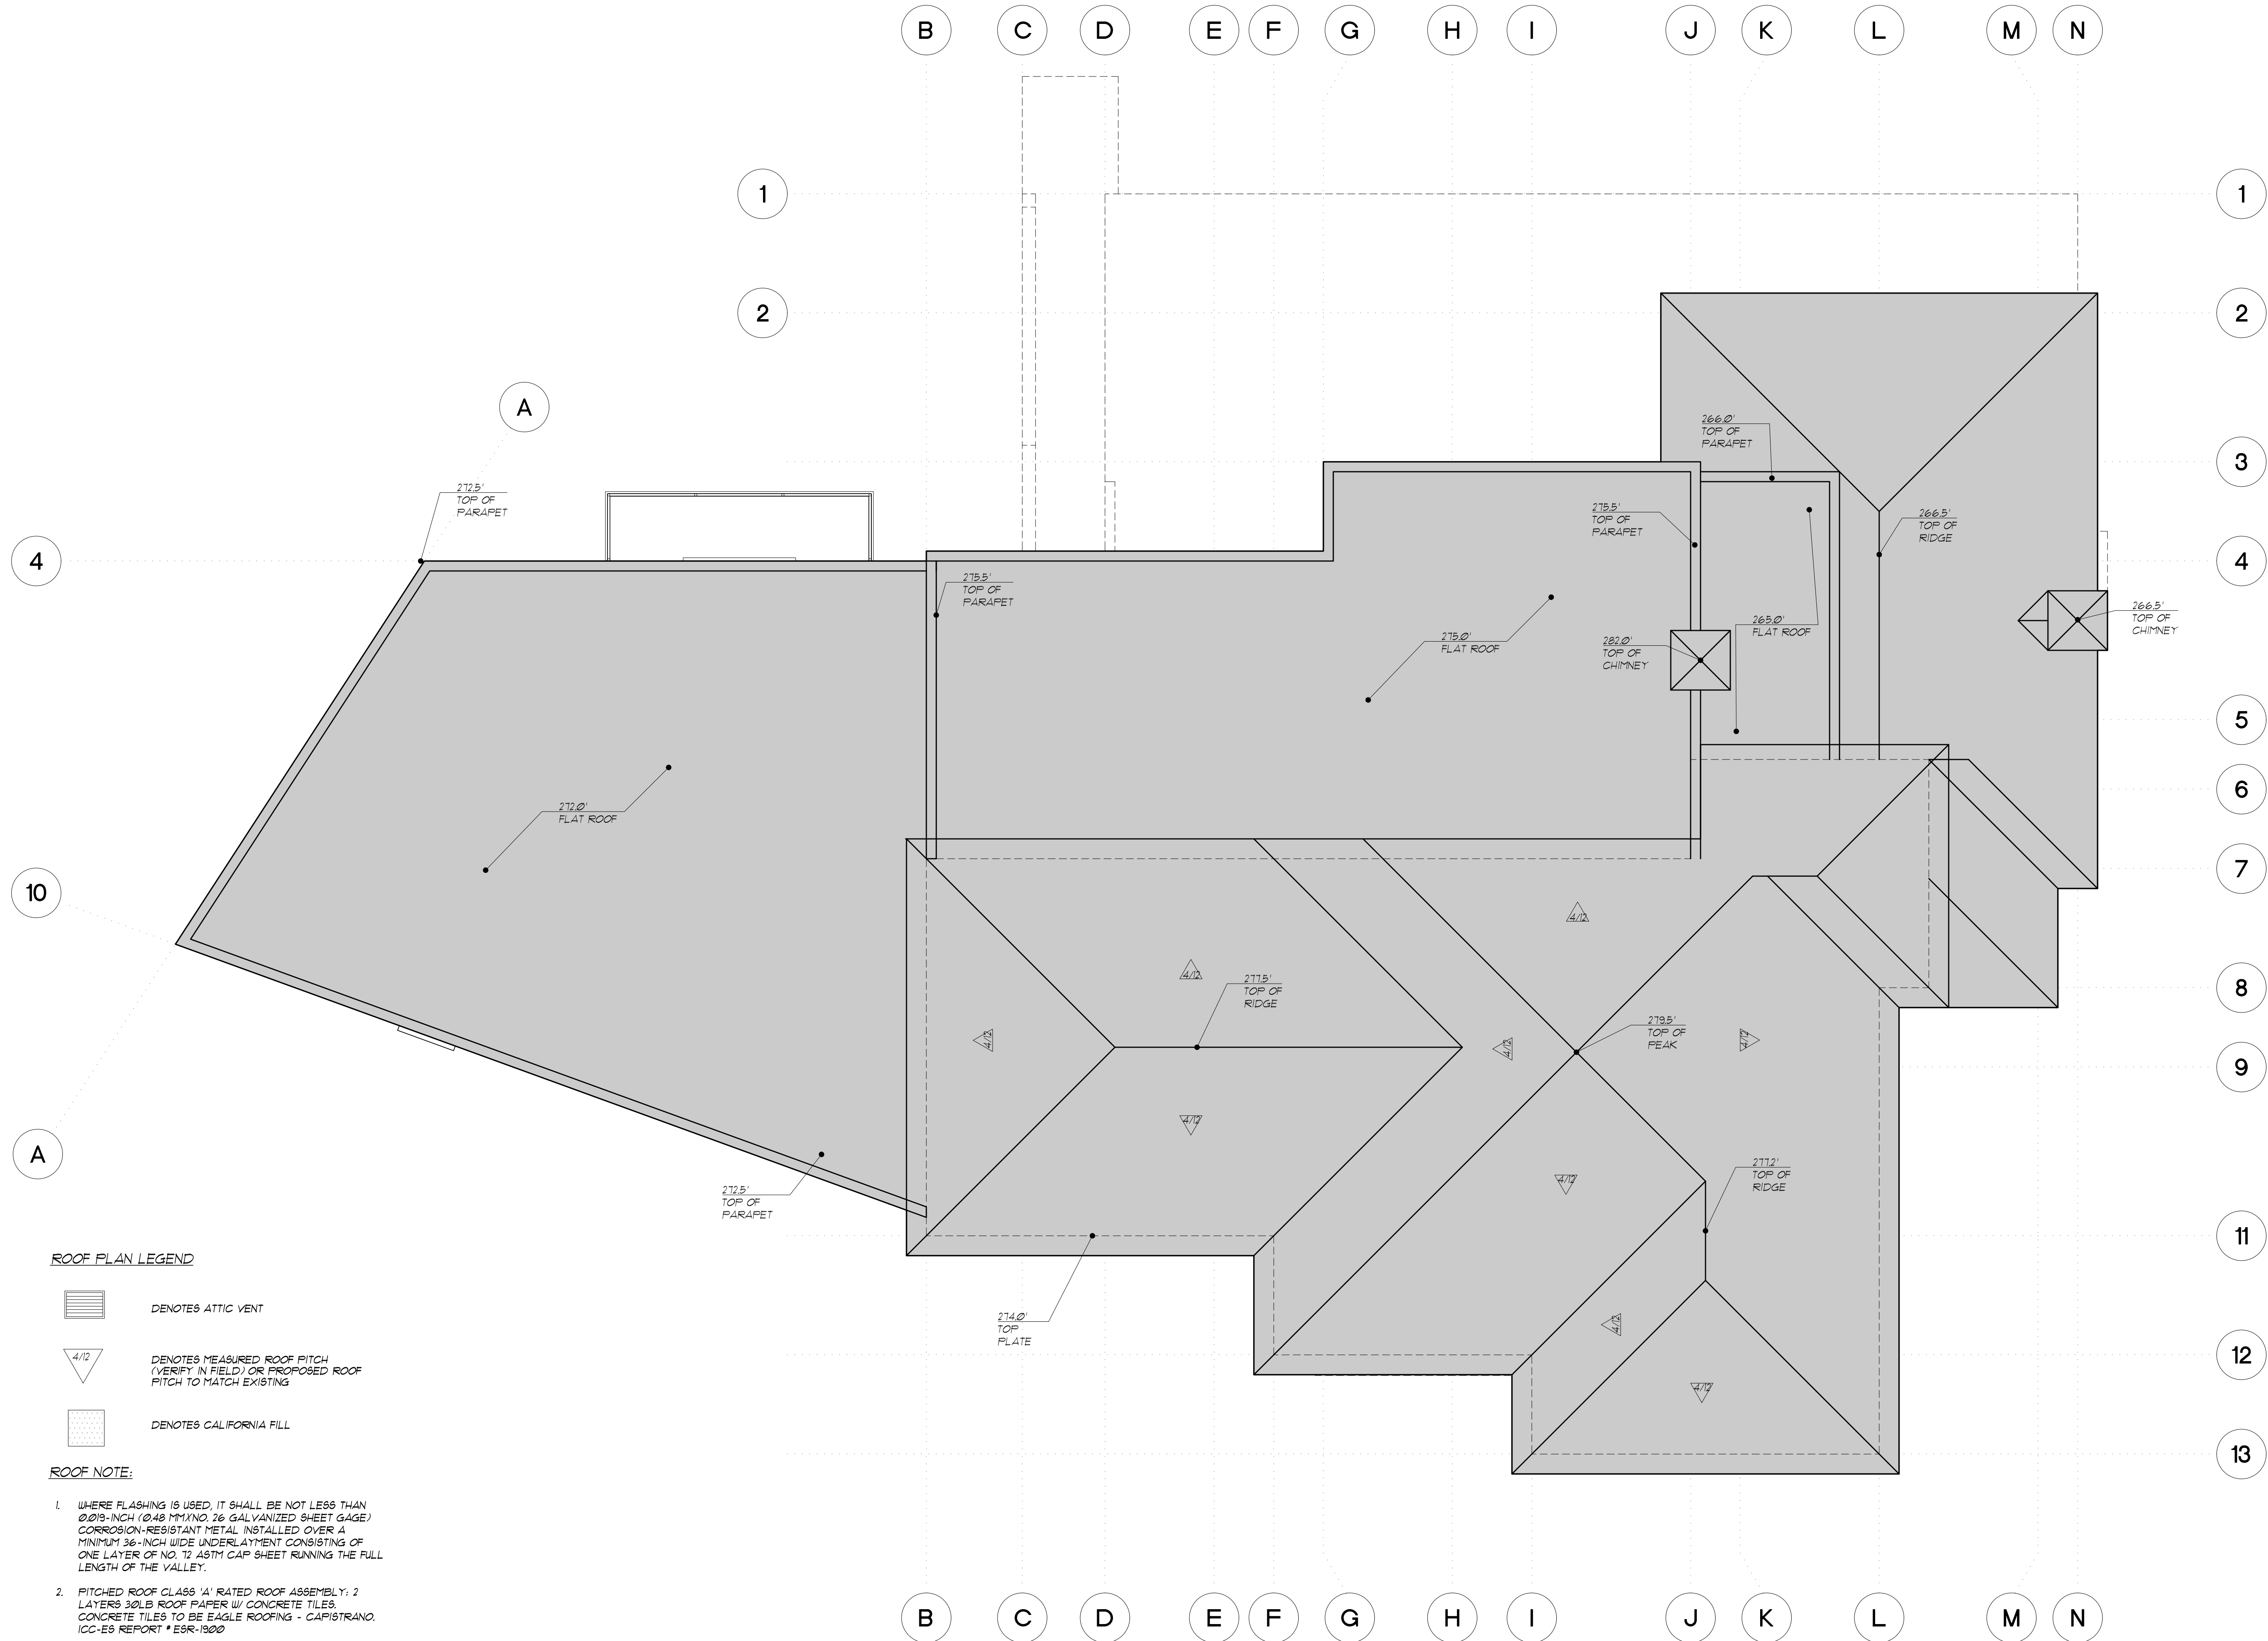 B C D E F G H I J K L M N
1 1
2 2
A
266.0'
TOP OF
PARAPET
3
272.5'
TOP OF
PARAPET
275.5'
TOP OF
PARAPET
266.5'
TOP OF
RIDGE
4 4
275.5'
TOP OF
PARAPET
266.5'
TOP OF
CHIMNEY
265.0'
FLAT ROOF
275.0'
FLAT ROOF
282.0'
TOP OF
CHIMNEY
5
6
272.0'
FLAT ROOF
7
10
4/12
4/12
277.5'
TOP OF
RIDGE
8
279.5'
TOP OF
PEAK
4/12
4/12
4/12
9
4/12
A
277.2'
TOP OF
RIDGE
4/12
272.5'
TOP OF
PARAPET
11
274.0'
TOP
PLATE
4/12
12
4/12
13
ROOF PLAN LEGEND
DENOTES ATTIC VENT
4/12
DENOTES MEASURED ROOF PITCH
(VERIFY IN FIELD) OR PROPOSED ROOF
PITCH TO MATCH EXISTING
DENOTES CALIFORNIA FILL
ROOF NOTE:
1. WHERE FLASHING IS USED, IT SHALL BE NOT LESS THAN
0.019-INCH (0.48 MM)(NO. 26 GALVANIZED SHEET GAGE)
CORROSION-RESISTANT METAL INSTALLED OVER A
MINIMUM 36-INCH WIDE UNDERLAYMENT CONSISTING OF
ONE LAYER OF NO. 72 ASTM CAP SHEET RUNNING THE FULL
LENGTH OF THE VALLEY.
2. PITCHED ROOF CLASS 'A' RATED ROOF ASSEMBLY: 2
LAYERS 30LB ROOF PAPER W/ CONCRETE TILES.
CONCRETE TILES TO BE EAGLE ROOFING - CAPISTRANO.
ICC-ES REPORT # ESR-1900
B C D E F G H I J K L M N